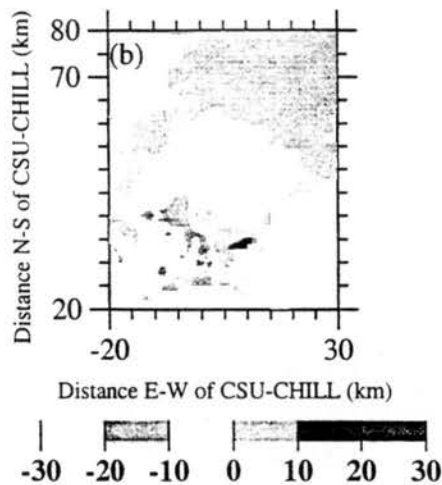 80
(b)
70
Distance N-S of CSU-CHILL (km)
20
-20 30
Distance E-W of CSU-CHILL (km)
-30 -20 -10 0 10 20 30